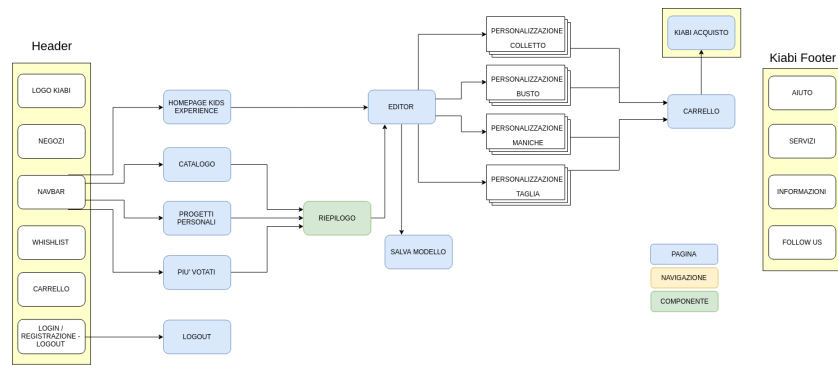 Header
LOGO KIABI
NEGOZI
NAVBAR
WHISHLIST
CARRELLO
LOGIN /
REGISTRAZIONE -
LOGOUT
HOMEPAGE KIDS
EXPERIENCE
CATALOGO
PROGETTI
PERSONALI
PIU' VOTATI
LOGOUT
RIEPILOGO
EDITOR
SALVA MODELLO
PERSONALIZZAZIONE
COLLETTO
PERSONALIZZAZIONE
BUSTO
PERSONALIZZAZIONE
MANICHE
PERSONALIZZAZIONE
TAGLIA
KIABI ACQUISTO
CARRELLO
PAGINA
NAVIGAZIONE
COMPONENTE
Kiabi Footer
AIUTO
SERVIZI
INFORMAZIONI
FOLLOW US